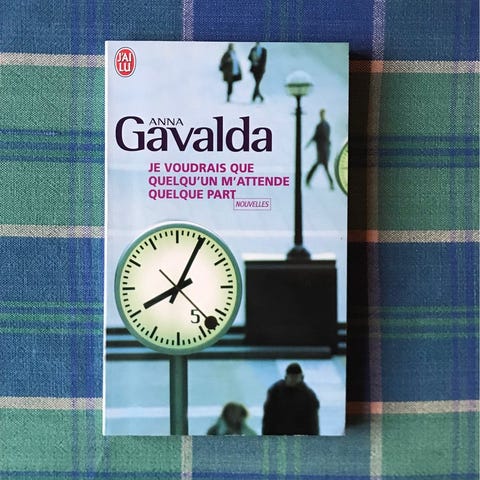 J'AI
LU
ANNA
Gavalda
JE VOUDRAIS QUE
QUELQU'UN M'ATTENDE
QUELQUE PART
NOUVELLES
5